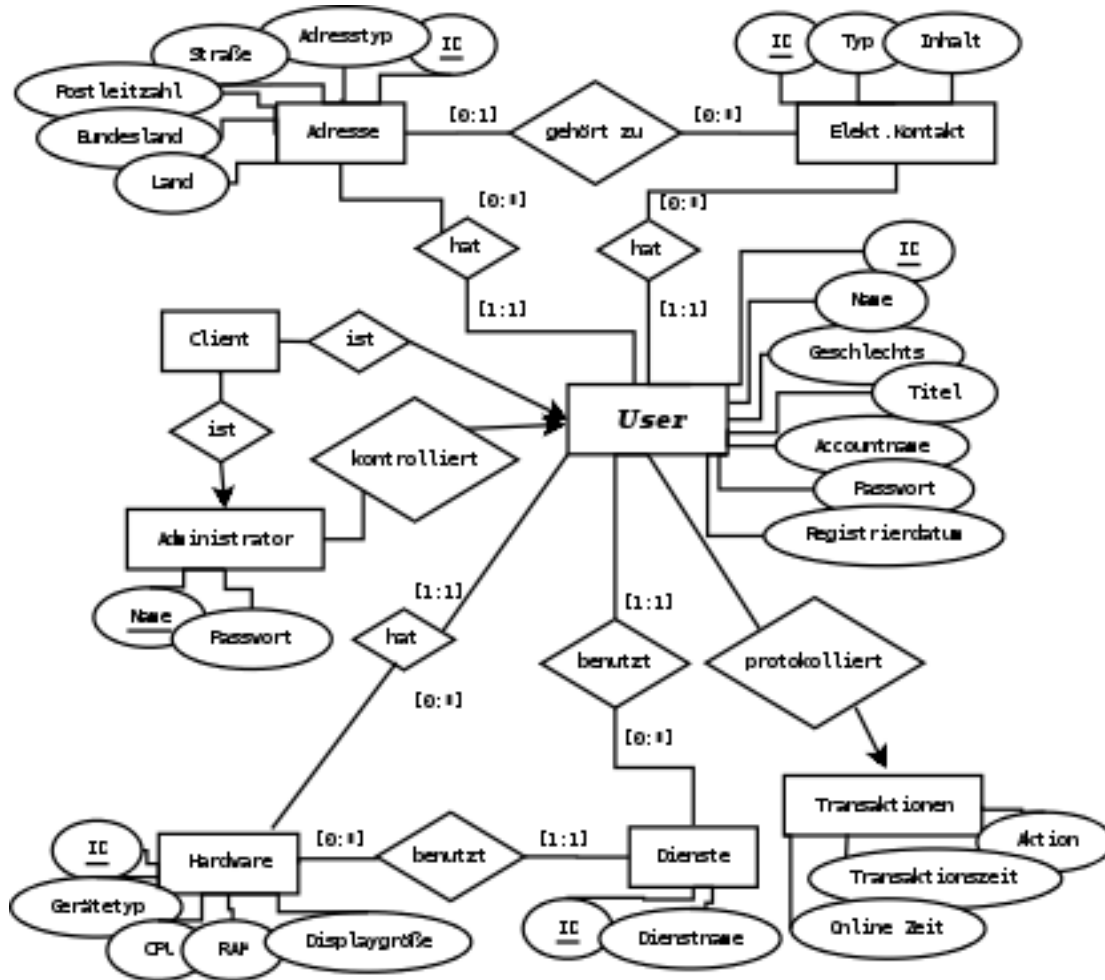 Adresstyp
ID
Straße
Postleitzahl
Bundesland
Land
Adresse
[0:1]
gehört zu
[0:*]
ID
Typ
Inhalt
Elekt.Kontakt
[0:*]
hat
[1:1]
[0:*]
hat
[1:1]
ID
Name
Geschlechts
Titel
Accountname
Passwort
Registrierdatum
Client
ist
User
ist
kontrolliert
Administrator
Name
Passwort
[1:1]
hat
[0:*]
[1:1]
benutzt
[0:*]
protokolliert
Transaktionen
Aktion
Transaktionszeit
Online Zeit
ID
Hardware
[0:*]
benutzt
[1:1]
Dienste
Gerätetyp
CPU
RAM
Displaygröße
ID
Dienstname